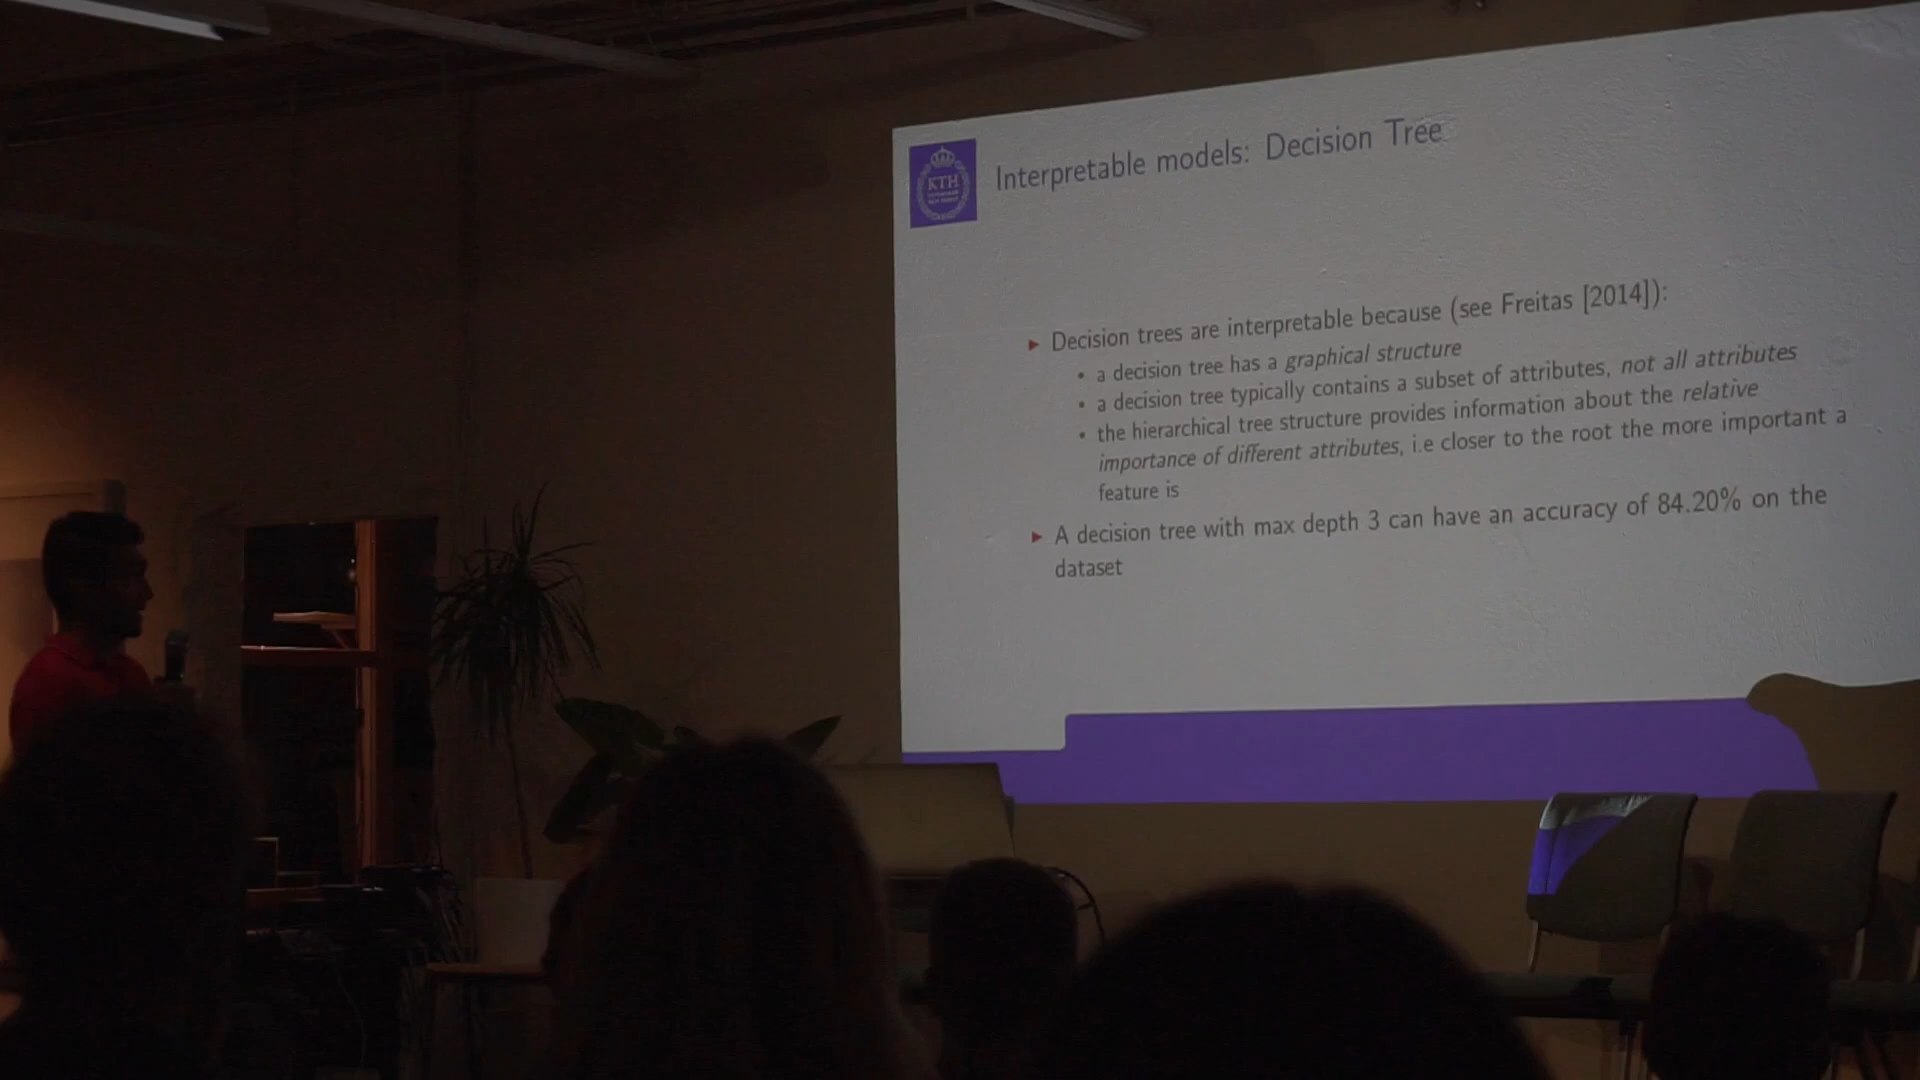 KTH
Interpretable models: Decision Tree
▶ Decision trees are interpretable because (see Freitas [2014]):
• a decision tree has a graphical structure
• a decision tree typically contains a subset of attributes, not all attributes
• the hierarchical tree structure provides information about the relative
importance of different attributes, i.e closer to the root the more important a
feature is
▶ A decision tree with max depth 3 can have an accuracy of 84.20% on the
dataset